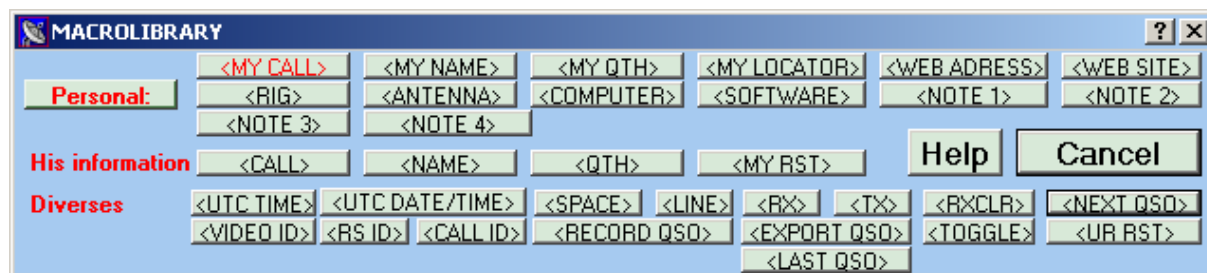 MACROLIBRARY
<MY CALL> <MY NAME> <MY QTH> <MY LOCATOR> <WEB ADRESS> <WEB SITE>
Personal: <RIG> <ANTENNA> <COMPUTER> <SOFTWARE> <NOTE 1> <NOTE 2>
<NOTE 3> <NOTE 4>
His information <CALL> <NAME> <QTH> <MY RST> Help Cancel
Diverses <UTC TIME> <UTC DATE/TIME> <SPACE> <LINE> <RX> <TX> <RXCLR> <NEXT QSO>
<VIDEO ID> <RS ID> <CALL ID> <RECORD QSO> <EXPORT QSO> <TOGGLE> <UR RST>
<LAST QSO>